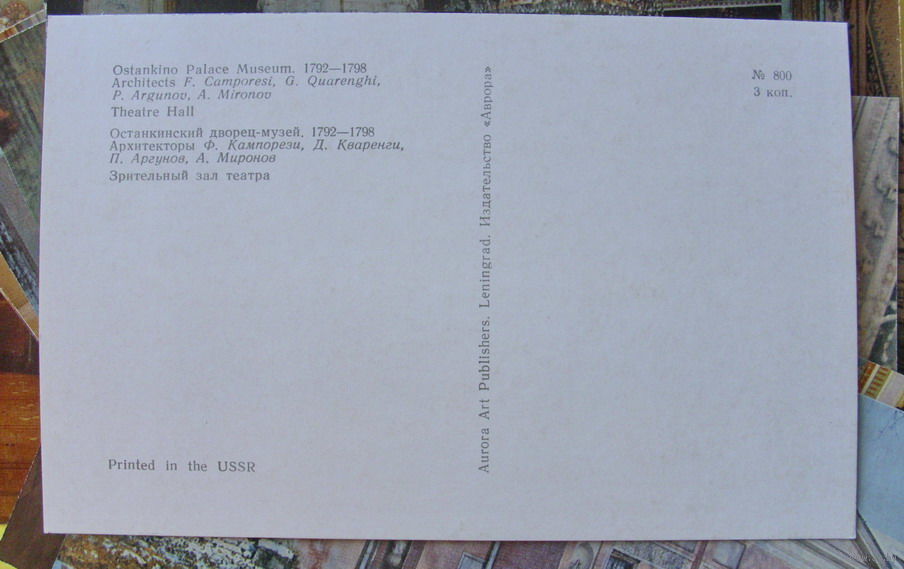 Ostankino Palace Museum. 1792—1798
Architects F. Camporesi, G. Quarenghi,
P. Argunov, A. Mironov
Theatre Hall
Останкинский дворец-музей. 1792—1798
Архитекторы Ф. Кампорези, Д. Кваренги,
П. Аргунов, А. Миронов
Зрительный зал театра
Printed in the USSR
Aurora Art Publishers. Leningrad. Издательство «Аврора»
№ 800
3 коп.